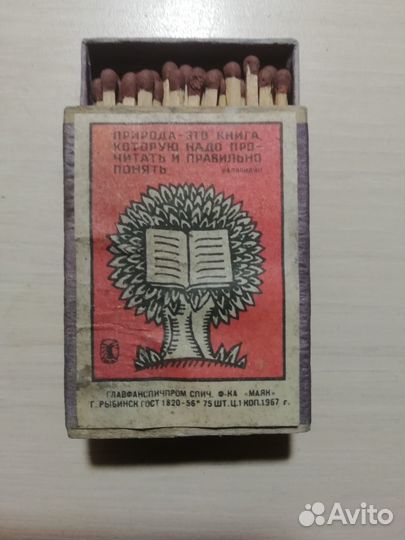 ПРИРОДА - ЭТО КНИГА,
КОТОРУЮ НАДО ПРО-
ЧИТАТЬ И ПРАВИЛЬНО
ПОНЯТЬ
ГЛАВФАНСПИЧПРОМ СПИЧ. Ф-КА «МАЯК»
Г. РЫБИНСК ГОСТ 1820-56* 75 ШТ. Ц. 1 КОП. 1967 г.
Avito